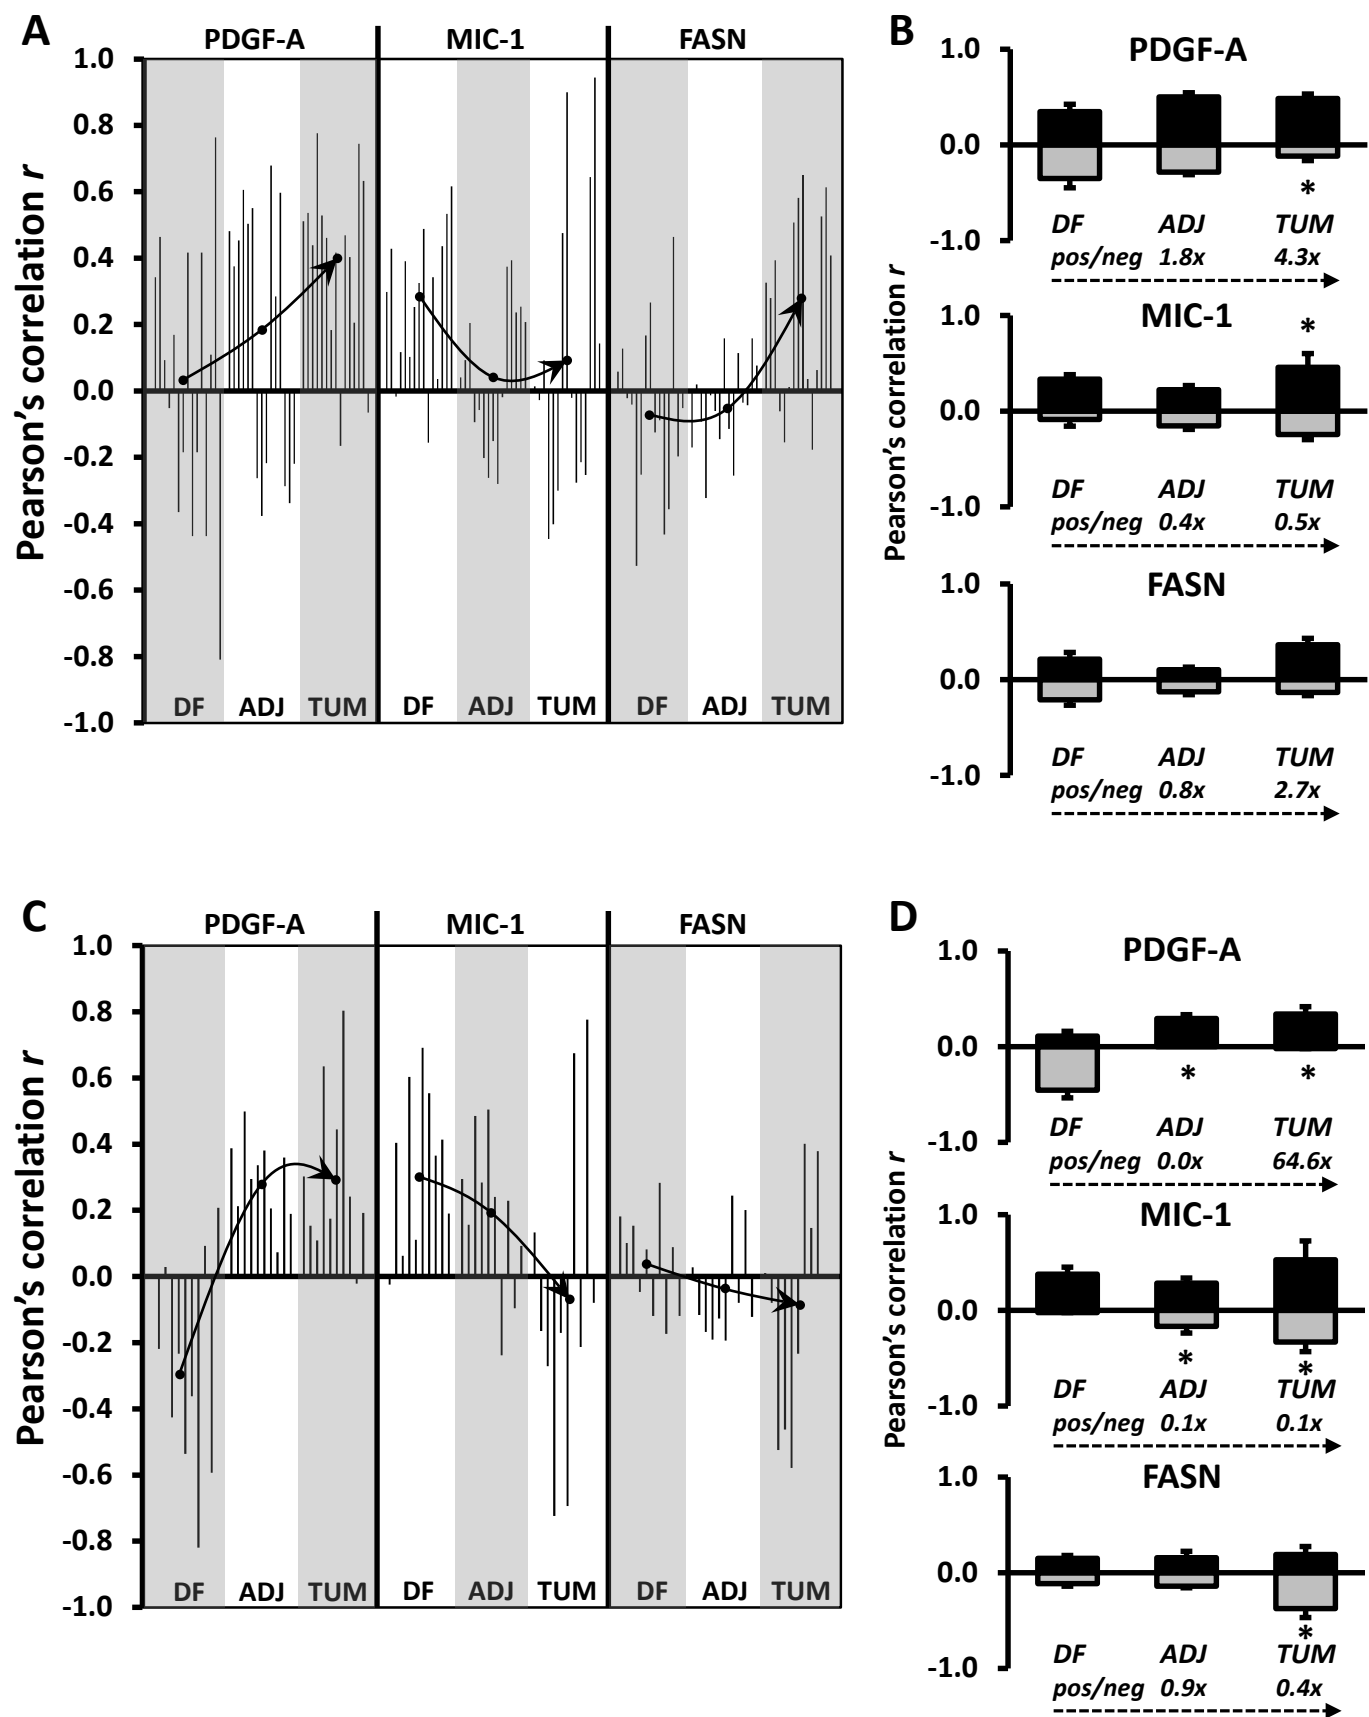 A
PDGF-A MIC-1 FASN
Pearson's correlation r
1.0
0.8
0.6
0.4
0.2
0.0
-0.2
-0.4
-0.6
-0.8
-1.0
DF ADJ TUM DF ADJ TUM DF ADJ TUM
B
Pearson's correlation r
PDGF-A
1.0
0.0
-1.0
*
DF ADJ TUM
pos/neg 1.8x 4.3x
MIC-1
1.0
0.0
-1.0
*
DF ADJ TUM
pos/neg 0.4x 0.5x
FASN
1.0
0.0
-1.0
DF ADJ TUM
pos/neg 0.8x 2.7x
C
PDGF-A MIC-1 FASN
Pearson's correlation r
1.0
0.8
0.6
0.4
0.2
0.0
-0.2
-0.4
-0.6
-0.8
-1.0
DF ADJ TUM DF ADJ TUM DF ADJ TUM
D
Pearson's correlation r
PDGF-A
1.0
0.0
-1.0
* *
DF ADJ TUM
pos/neg 0.0x 64.6x
MIC-1
1.0
0.0
-1.0
* *
DF ADJ TUM
pos/neg 0.1x 0.1x
FASN
1.0
0.0
-1.0
*
DF ADJ TUM
pos/neg 0.9x 0.4x